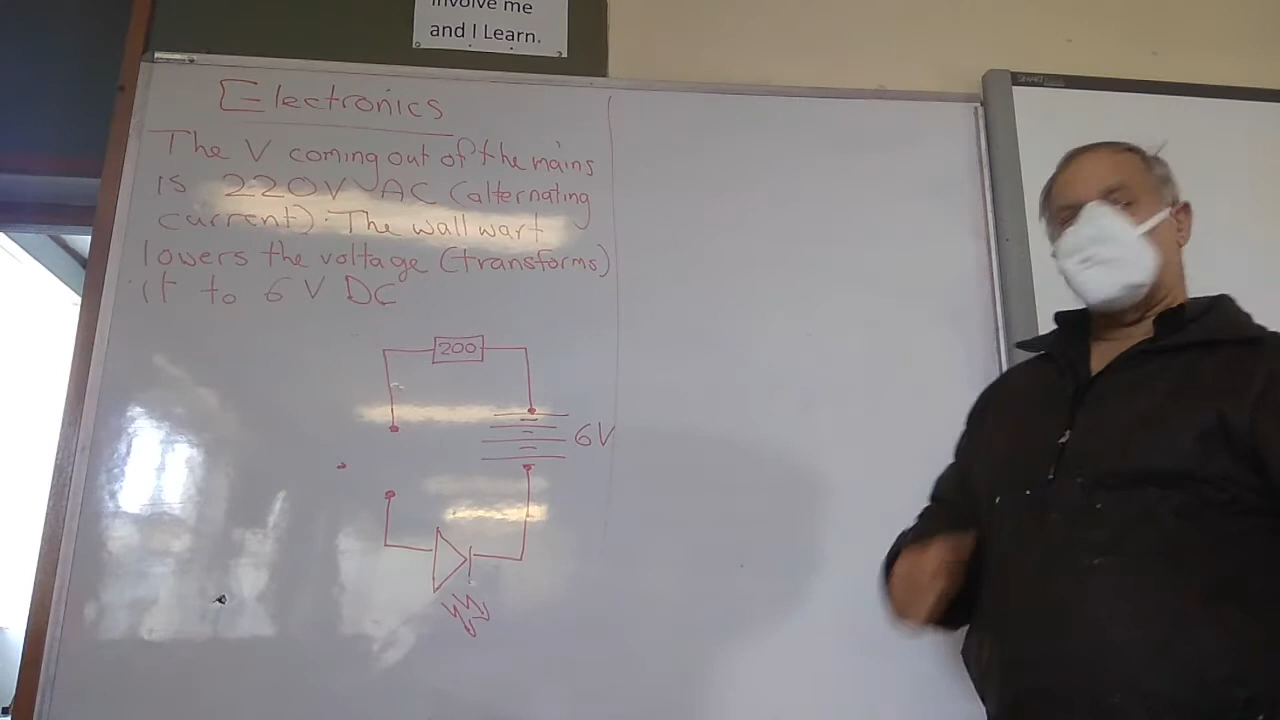 involve me
and I Learn.
Electronics
The V coming out of the mains
is 220V AC (alternating
current). The wall wart
lowers the voltage (transforms)
it to 6 V DC
200
6V